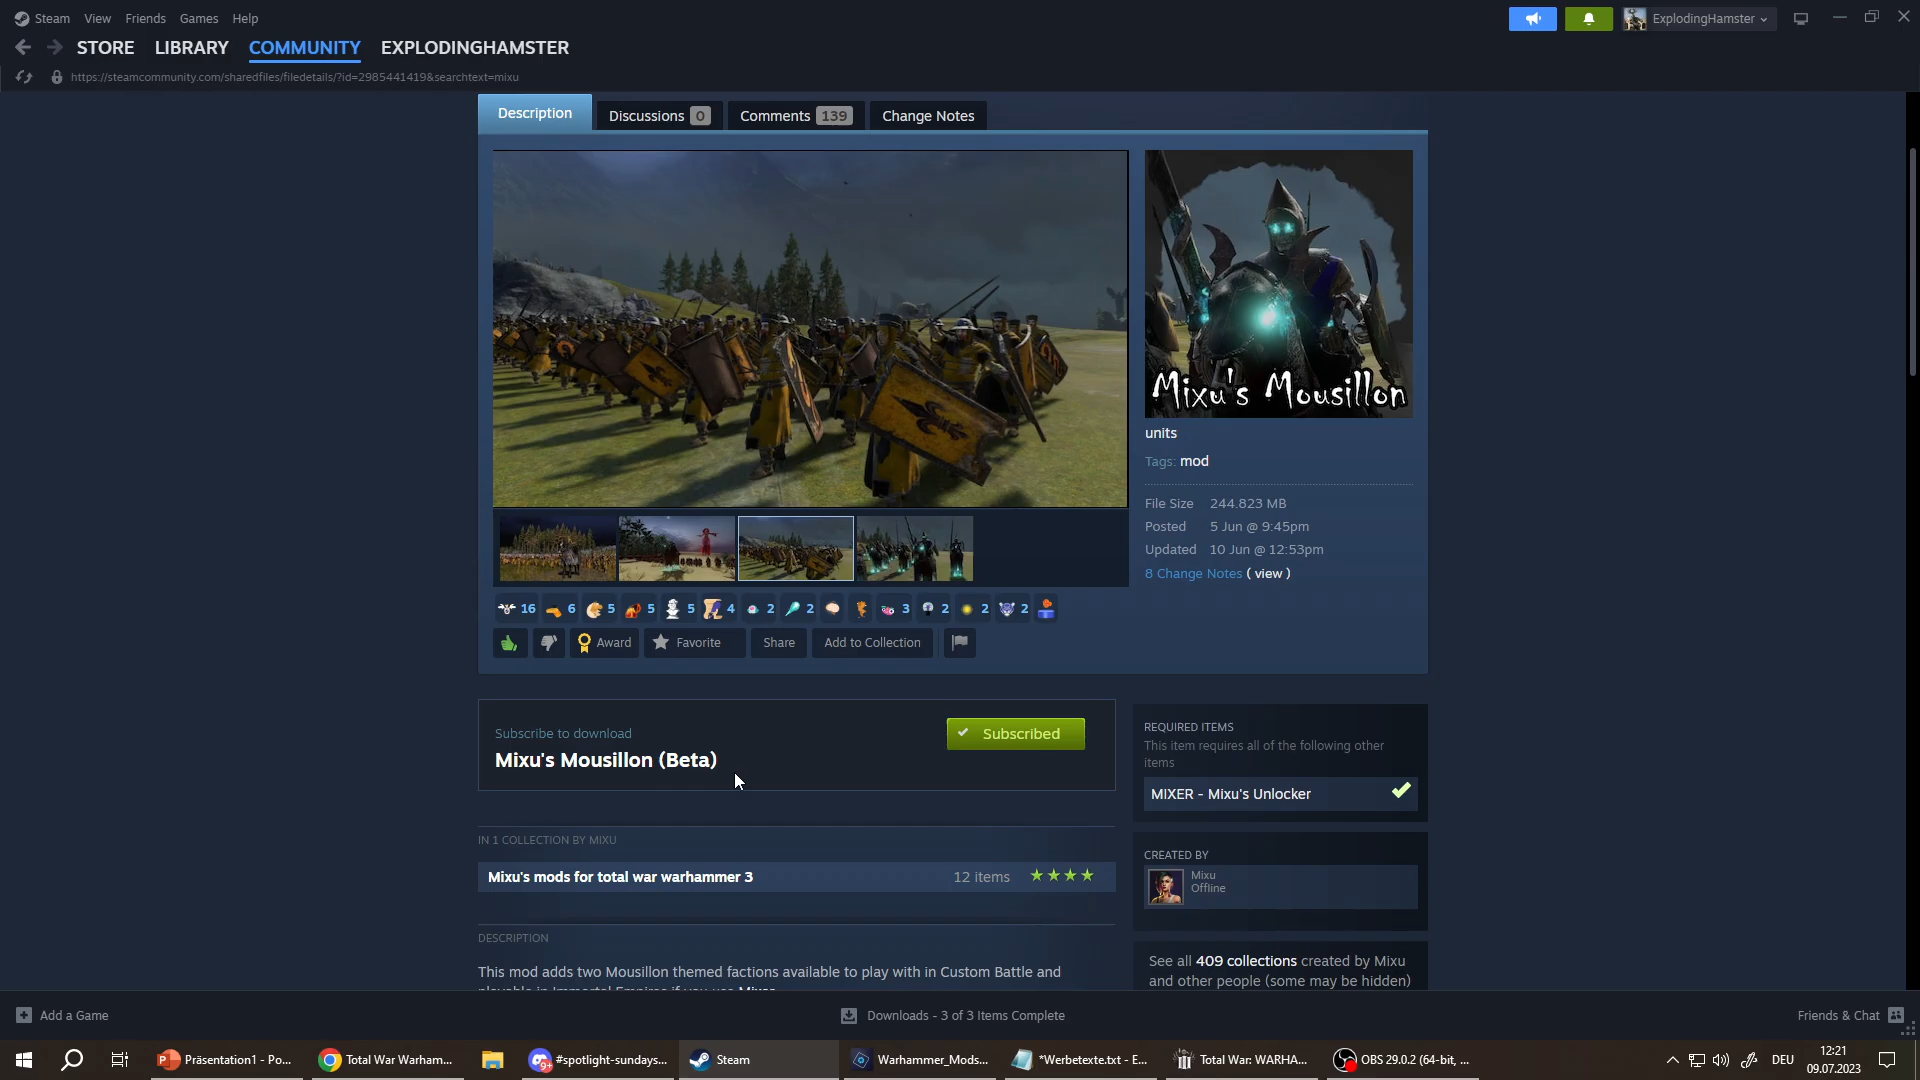 Steam View Friends Games Help
ExplodingHamster
STORE LIBRARY COMMUNITY EXPLODINGHAMSTER
https://steamcommunity.com/sharedfiles/filedetails/?id=2985441419&searchtext=mixu
Description Discussions 0 Comments 139 Change Notes
Mixu's Mousillon
units
Tags: mod
File Size 244.823 MB
Posted 5 Jun @ 9:45pm
Updated 10 Jun @ 12:53pm
8 Change Notes ( view )
16 6 5 5 5 4 2 2 3 2 2 2
Award Favorite Share Add to Collection
Subscribe to download
Mixu's Mousillon (Beta)
Subscribed
REQUIRED ITEMS
This item requires all of the following other
items
MIXER - Mixu's Unlocker
IN 1 COLLECTION BY MIXU
Mixu's mods for total war warhammer 3 12 items
CREATED BY
Mixu
Offline
DESCRIPTION
This mod adds two Mousillon themed factions available to play with in Custom Battle and
playable in Immortal Empires if you use Mixer
See all 409 collections created by Mixu
and other people (some may be hidden)
Add a Game
Downloads - 3 of 3 Items Complete
Friends & Chat
Präsentation1 - Po...
Total War Warham...
9+
#spotlight-sundays...
Steam
Warhammer_Mods...
*Werbetexte.txt - E...
Total War: WARHA...
OBS 29.0.2 (64-bit, ...
DEU
12:21
09.07.2023